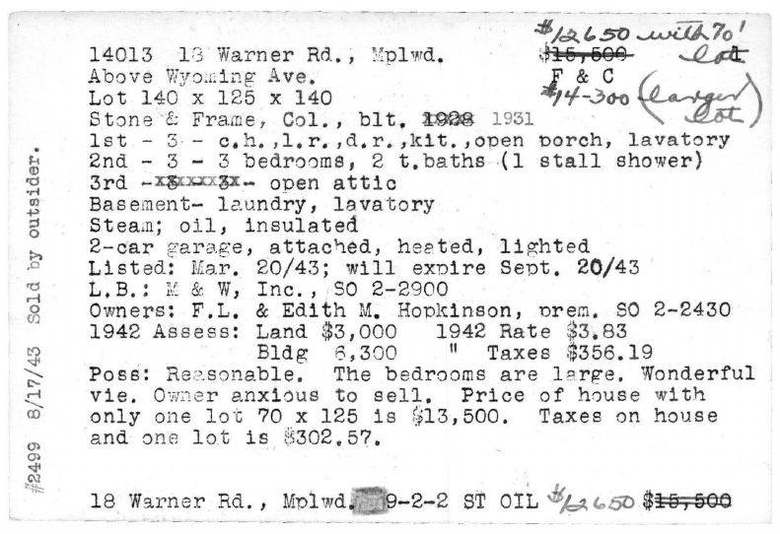 $12650 with 70' lot
14013 18 Warner Rd., Mplwd. $15,500
Above Wyoming Ave. F & C
Lot 140 x 125 x 140 $14-300 (larger lot)
Stone & Frame, Col., blt. 1928 1931
1st - 3 - c.h.,l.r.,d.r.,kit.,open porch, lavatory
2nd - 3 - 3 bedrooms, 2 t.baths (1 stall shower)
3rd - open attic
Basement- laundry, lavatory
Steam; oil, insulated
2-car garage, attached, heated, lighted
Listed: Mar. 20/43; will expire Sept. 20/43
L.B.: M & W, Inc., SO 2-2900
Owners: F.L. & Edith M. Hopkinson, prem. SO 2-2430
1942 Assess: Land $3,000 1942 Rate $3.83
Bldg 6,300 " Taxes $356.19
Poss: Reasonable. The bedrooms are large. Wonderful
vie. Owner anxious to sell. Price of house with
only one lot 70 x 125 is $13,500. Taxes on house
and one lot is $302.57.
18 Warner Rd., Mplwd. 9-2-2 ST OIL $12650 $15,500
#2499 8/17/43 Sold by outsider.